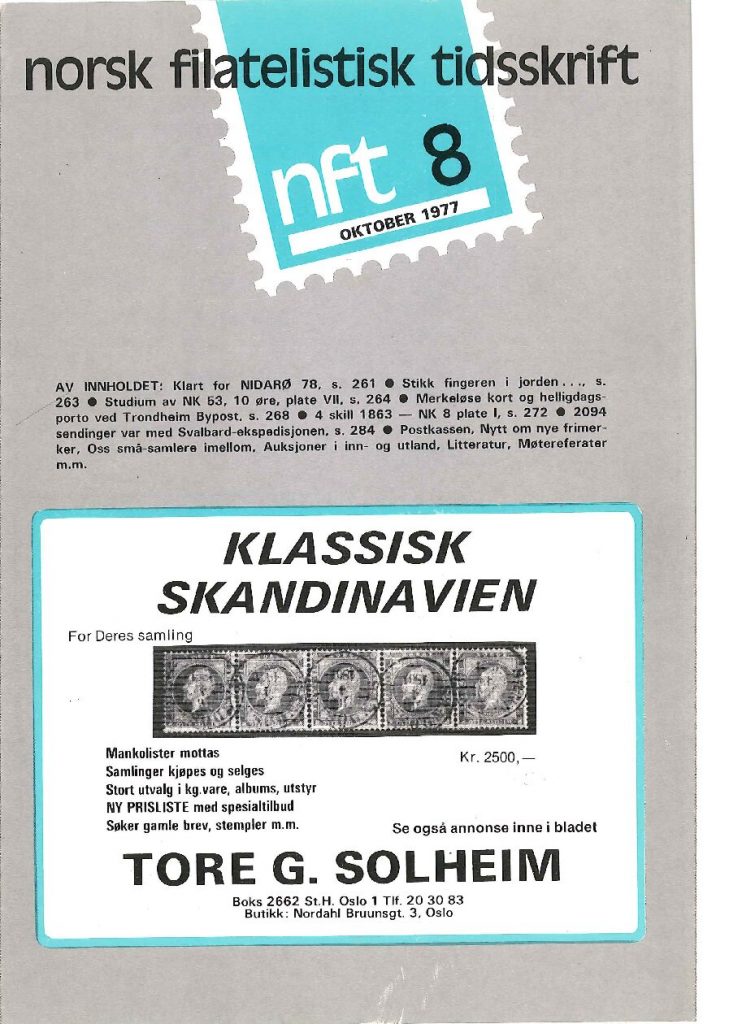 norsk filatelistisk tidsskrift
nft 8
OKTOBER 1977
AV INNHOLDET: Klart for NIDARØ 78, s. 261 ● Stikk fingeren i jorden . . ., s.
263 ● Studium av NK 53, 10 øre, plate VII, s. 264 ● Merkeløse kort og helligdags-
porto ved Trondheim Bypost, s. 268 ● 4 skill 1863 — NK 8 plate I, s. 272 ● 2094
sendinger var med Svalbard-ekspedisjonen, s. 284 ● Postkassen, Nytt om nye frimer-
ker, Oss små-samlere imellom, Auksjoner i inn- og utland, Litteratur, Møtereferater
m.m.
KLASSISK
SKANDINAVIEN
For Deres samling
Mankolister mottas
Samlinger kjøpes og selges
Stort utvalg i kg.vare, albums, utstyr
NY PRISLISTE med spesialtilbud
Søker gamle brev, stempler m.m.
Kr. 2500,—
Se også annonse inne i bladet
TORE G. SOLHEIM
Boks 2662 St.H. Oslo 1 Tlf. 20 30 83
Butikk: Nordahl Bruunsgt. 3, Oslo